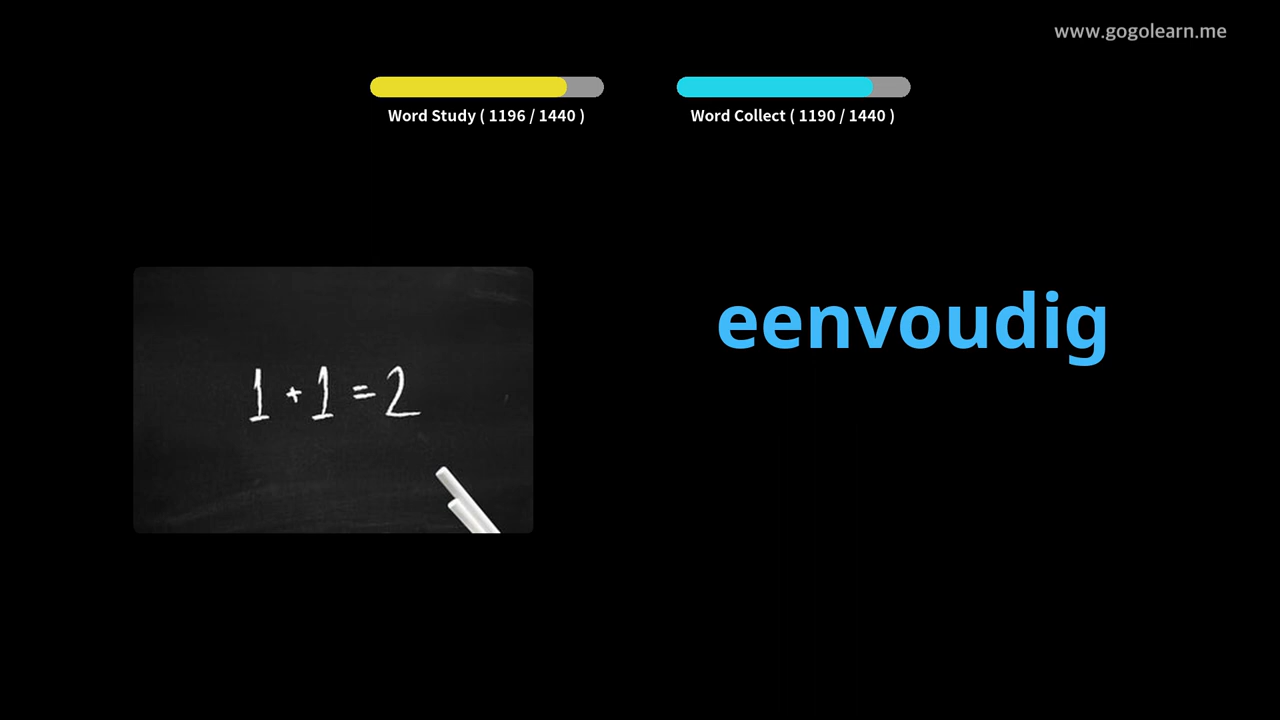 www.gogolearn.me
Word Study ( 1196 / 1440 )
Word Collect ( 1190 / 1440 )
eenvoudig
1 + 1 = 2